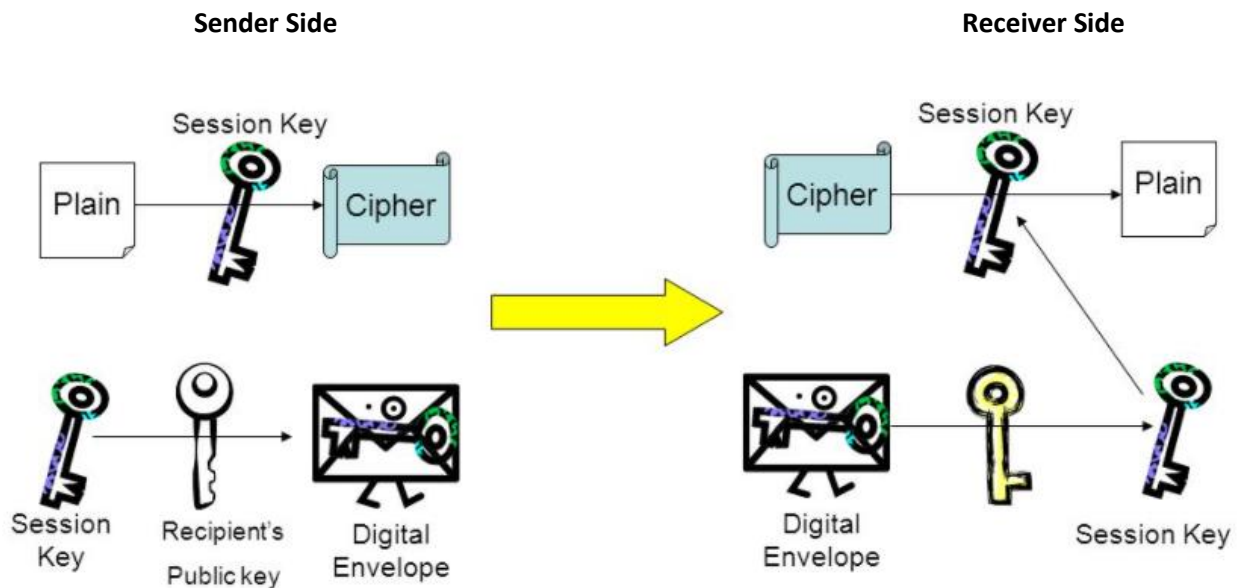 Sender Side
Receiver Side
Session Key
Plain
Cipher
Session Key
Cipher
Plain
Session
Key
Recipient's
Public key
Digital
Envelope
Digital
Envelope
Session Key